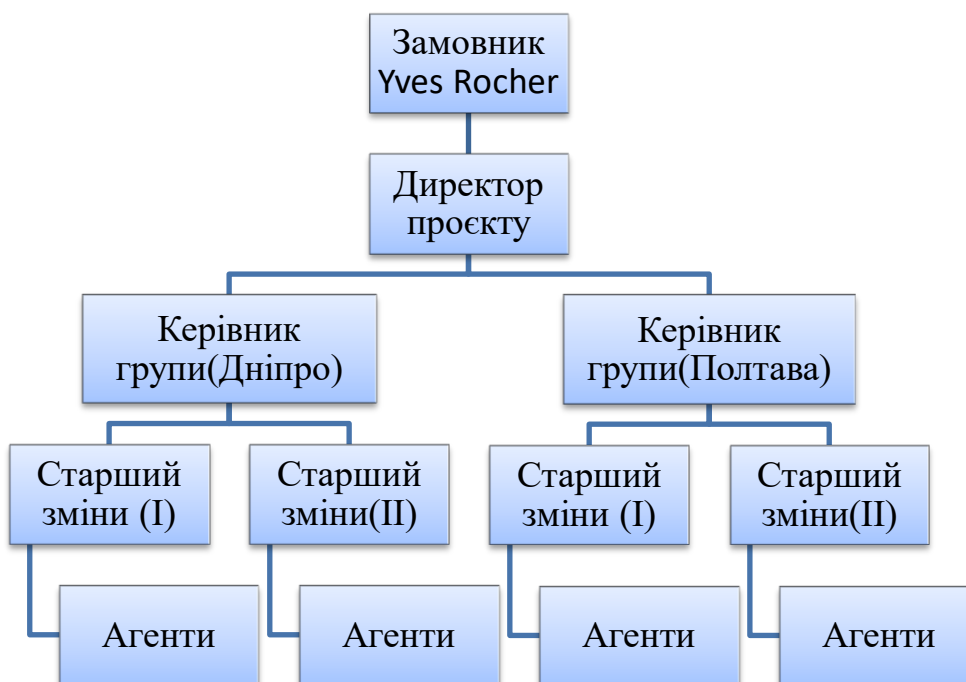 Замовник
Yves Rocher
Директор
проєкту
Керівник
групи(Дніпро)
Керівник
групи(Полтава)
Старший
зміни (І)
Старший
зміни(ІІ)
Старший
зміни (І)
Старший
зміни(ІІ)
Агенти
Агенти
Агенти
Агенти